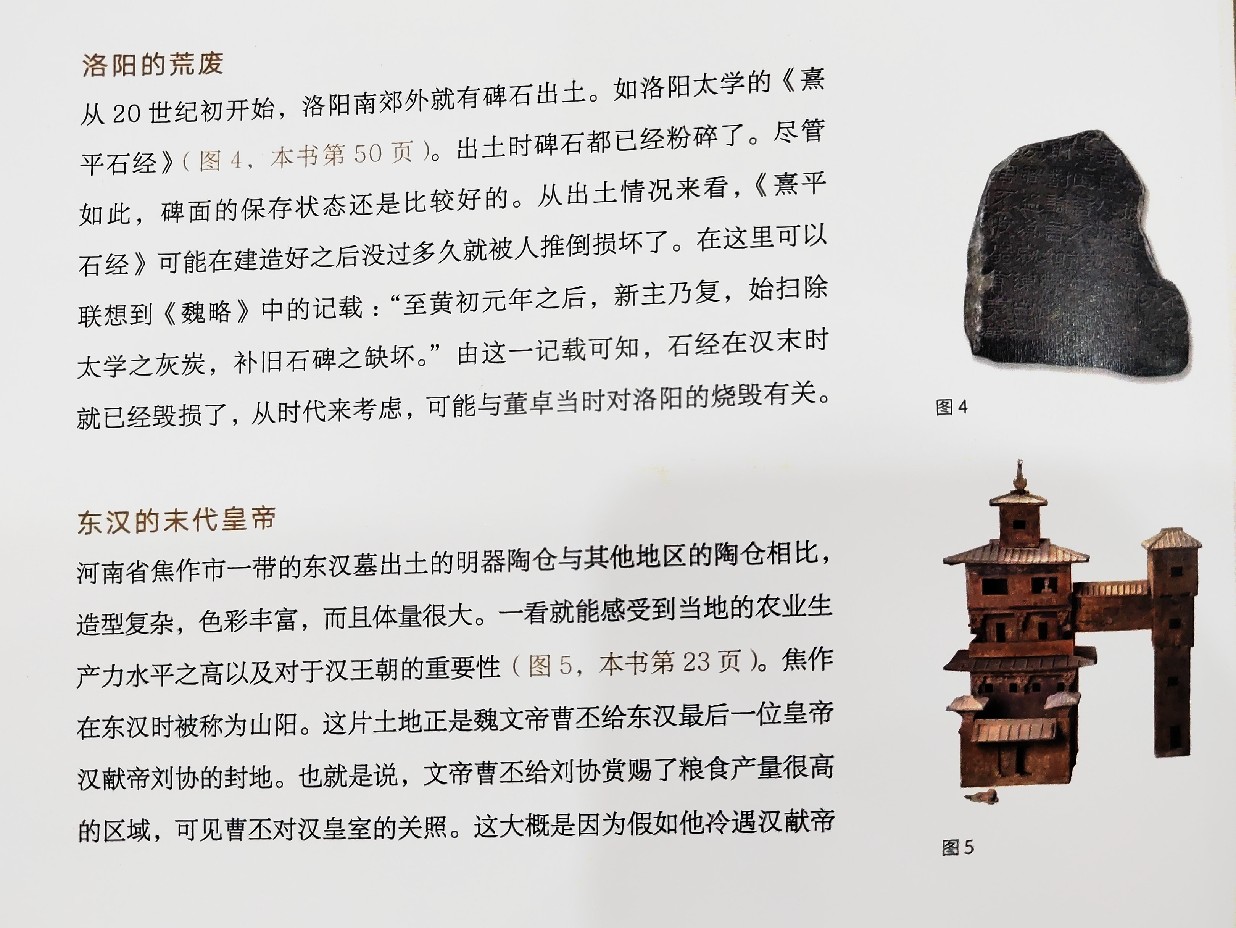 洛阳的荒废
从 20 世纪初开始，洛阳南郊外就有碑石出土。如洛阳太学的《熹
平石经》（图 4，本书第 50 页）。出土时碑石都已经粉碎了。尽管
如此，碑面的保存状态还是比较好的。从出土情况来看，《熹平
石经》可能在建造好之后没过多久就被人推倒损坏了。在这里可以
联想到《魏略》中的记载：“至黄初元年之后，新主乃复，始扫除
太学之灰炭，补旧石碑之缺坏。” 由这一记载可知，石经在汉末时
就已经毁损了，从时代来考虑，可能与董卓当时对洛阳的烧毁有关。
图 4
东汉的末代皇帝
河南省焦作市一带的东汉墓出土的明器陶仓与其他地区的陶仓相比，
造型复杂，色彩丰富，而且体量很大。一看就能感受到当地的农业生
产力水平之高以及对于汉王朝的重要性（图 5，本书第 23 页）。焦作
在东汉时被称为山阳。这片土地正是魏文帝曹丕给东汉最后一位皇帝
汉献帝刘协的封地。也就是说，文帝曹丕给刘协赏赐了粮食产量很高
的区域，可见曹丕对汉皇室的关照。这大概是因为假如他冷遇汉献帝
图 5